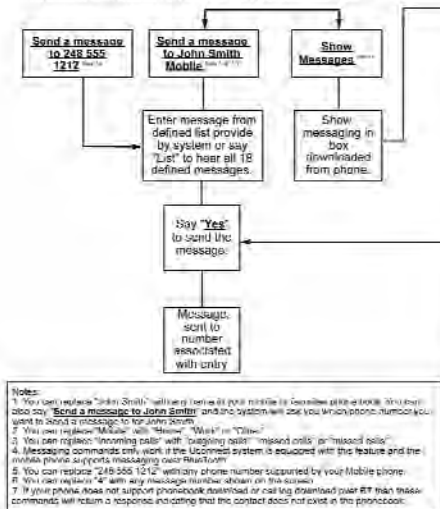 Send a message
to 248 555
1212
Send a message
to John Smith
Mobile
Show
Messages
Enter message from
defined list provide
by system or say
"List" to hear all 18
defined messages.
Show
messaging in
box
downloaded
from phone.
Say "Yes"
to send the
message.
Message
sent to
number
associated
with entry
Notes:
1. You can replace "John Smith" with any name in your mobile or favorites phone book. You can
also say "Send a message to John Smith" and the system will ask you which phone number you
want to Send a message to for John Smith.
2. You can replace "Mobile" with "Home", "Work" or "Other".
3. You can replace "Incoming calls" with "outgoing calls", "missed calls" or "missed calls".
4. Messaging commands only work if the Uconnect system is equipped with this feature and the
mobile phone supports messaging over BlueTooth
5. You can replace "248 555 1212" with any phone number supported by your Mobile phone.
6. You can replace "4" with any message number shown on the screen.
7. If your phone does not support phonebook download or call log download over BT than these
commands will return a response indicating that the contact does not exist in the phonebook.